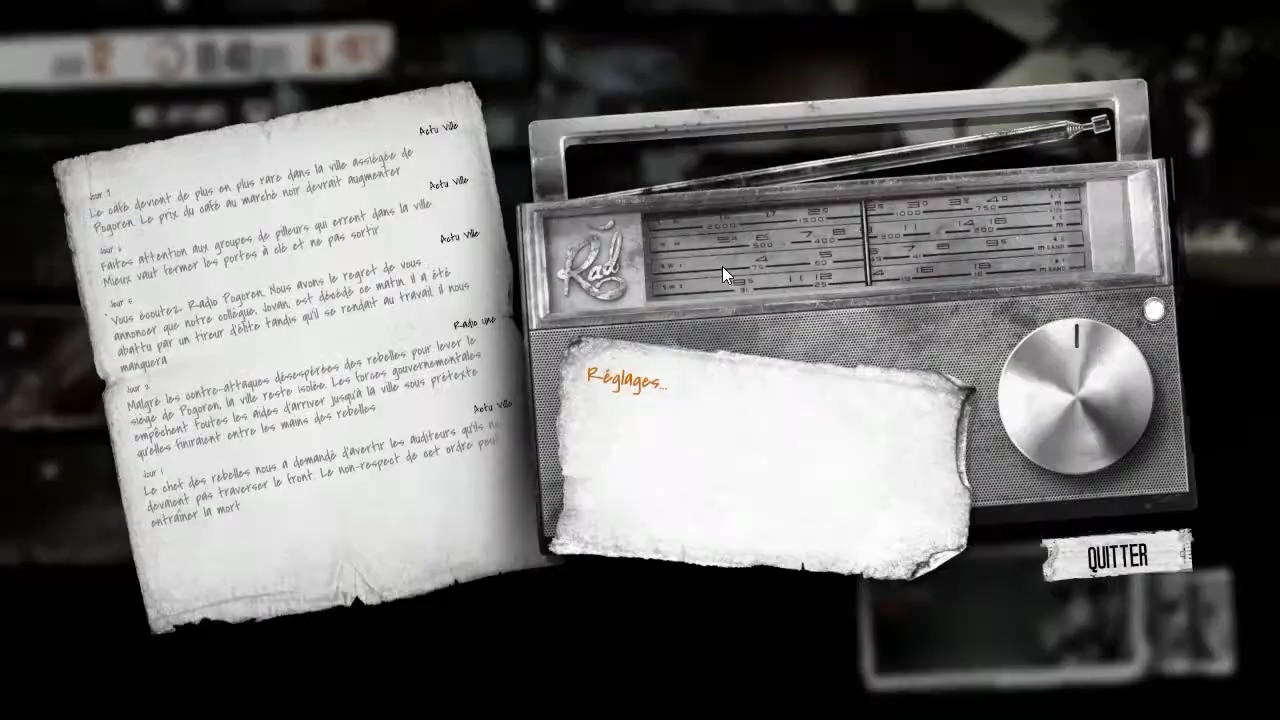 Actu Ville
Le café devient de plus en plus rare dans la ville assiégée de
Pogoren. Le prix du café au marché noir devrait augmenter
Actu Ville
Faites attention aux groupes de pilleurs qui errent dans la ville.
Mieux vaut fermer les portes à clé et ne pas sortir
Actu Ville
Jour 5
Vous écoutez Radio Pogoren. Nous avons le regret de vous
annoncer que notre collègue, Jovan, est décédé ce matin. Il a été
abattu par un tireur d'élite tandis qu'il se rendait au travail. Il nous
manquera
Radio une
Jour 2
Malgré les contre-attaques désespérées des rebelles pour lever le
siège de Pogoren, la ville reste isolée. Les forces gouvernementales
empêchent toutes les aides d'arriver jusqu'à la ville sous prétexte
qu'elles finiraient entre les mains des rebelles
Actu Ville
Jour 1
Le chef des rebelles nous a demandé d'avertir les auditeurs qu'ils ne
devaient pas traverser le front. Le non-respect de cet ordre peut
entraîner la mort
Rad
Réglages...
QUITTER